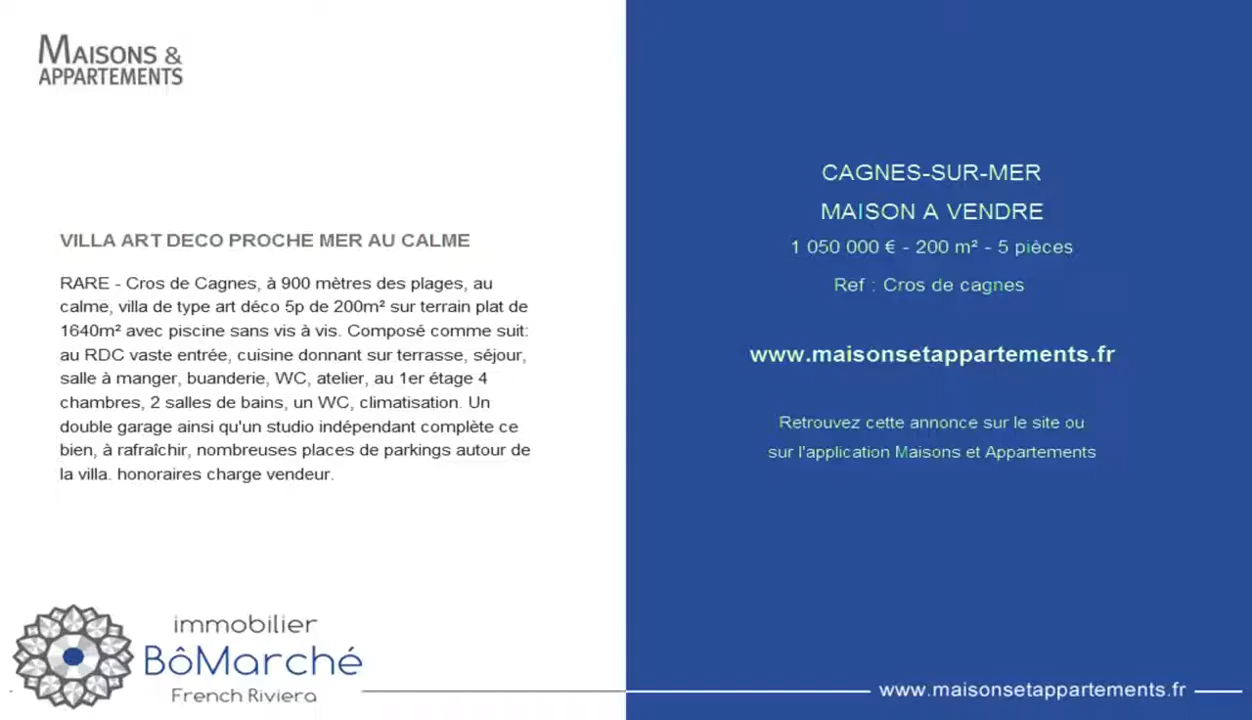 MAISONS &
APPARTEMENTS
VILLA ART DECO PROCHE MER AU CALME
RARE - Cros de Cagnes, à 900 mètres des plages, au
calme, villa de type art déco 5p de 200m² sur terrain plat de
1640m² avec piscine sans vis à vis. Composé comme suit:
au RDC vaste entrée, cuisine donnant sur terrasse, séjour,
salle à manger, buanderie, WC, atelier, au 1er étage 4
chambres, 2 salles de bains, un WC, climatisation. Un
double garage ainsi qu'un studio indépendant complète ce
bien, à rafraîchir, nombreuses places de parkings autour de
la villa. honoraires charge vendeur.
immobilier
BôMarché
French Riviera
CAGNES-SUR-MER
MAISON A VENDRE
1 050 000 € - 200 m² - 5 pièces
Ref : Cros de cagnes
www.maisonsetappartements.fr
Retrouvez cette annonce sur le site ou
sur l'application Maisons et Appartements
www.maisonsetappartements.fr